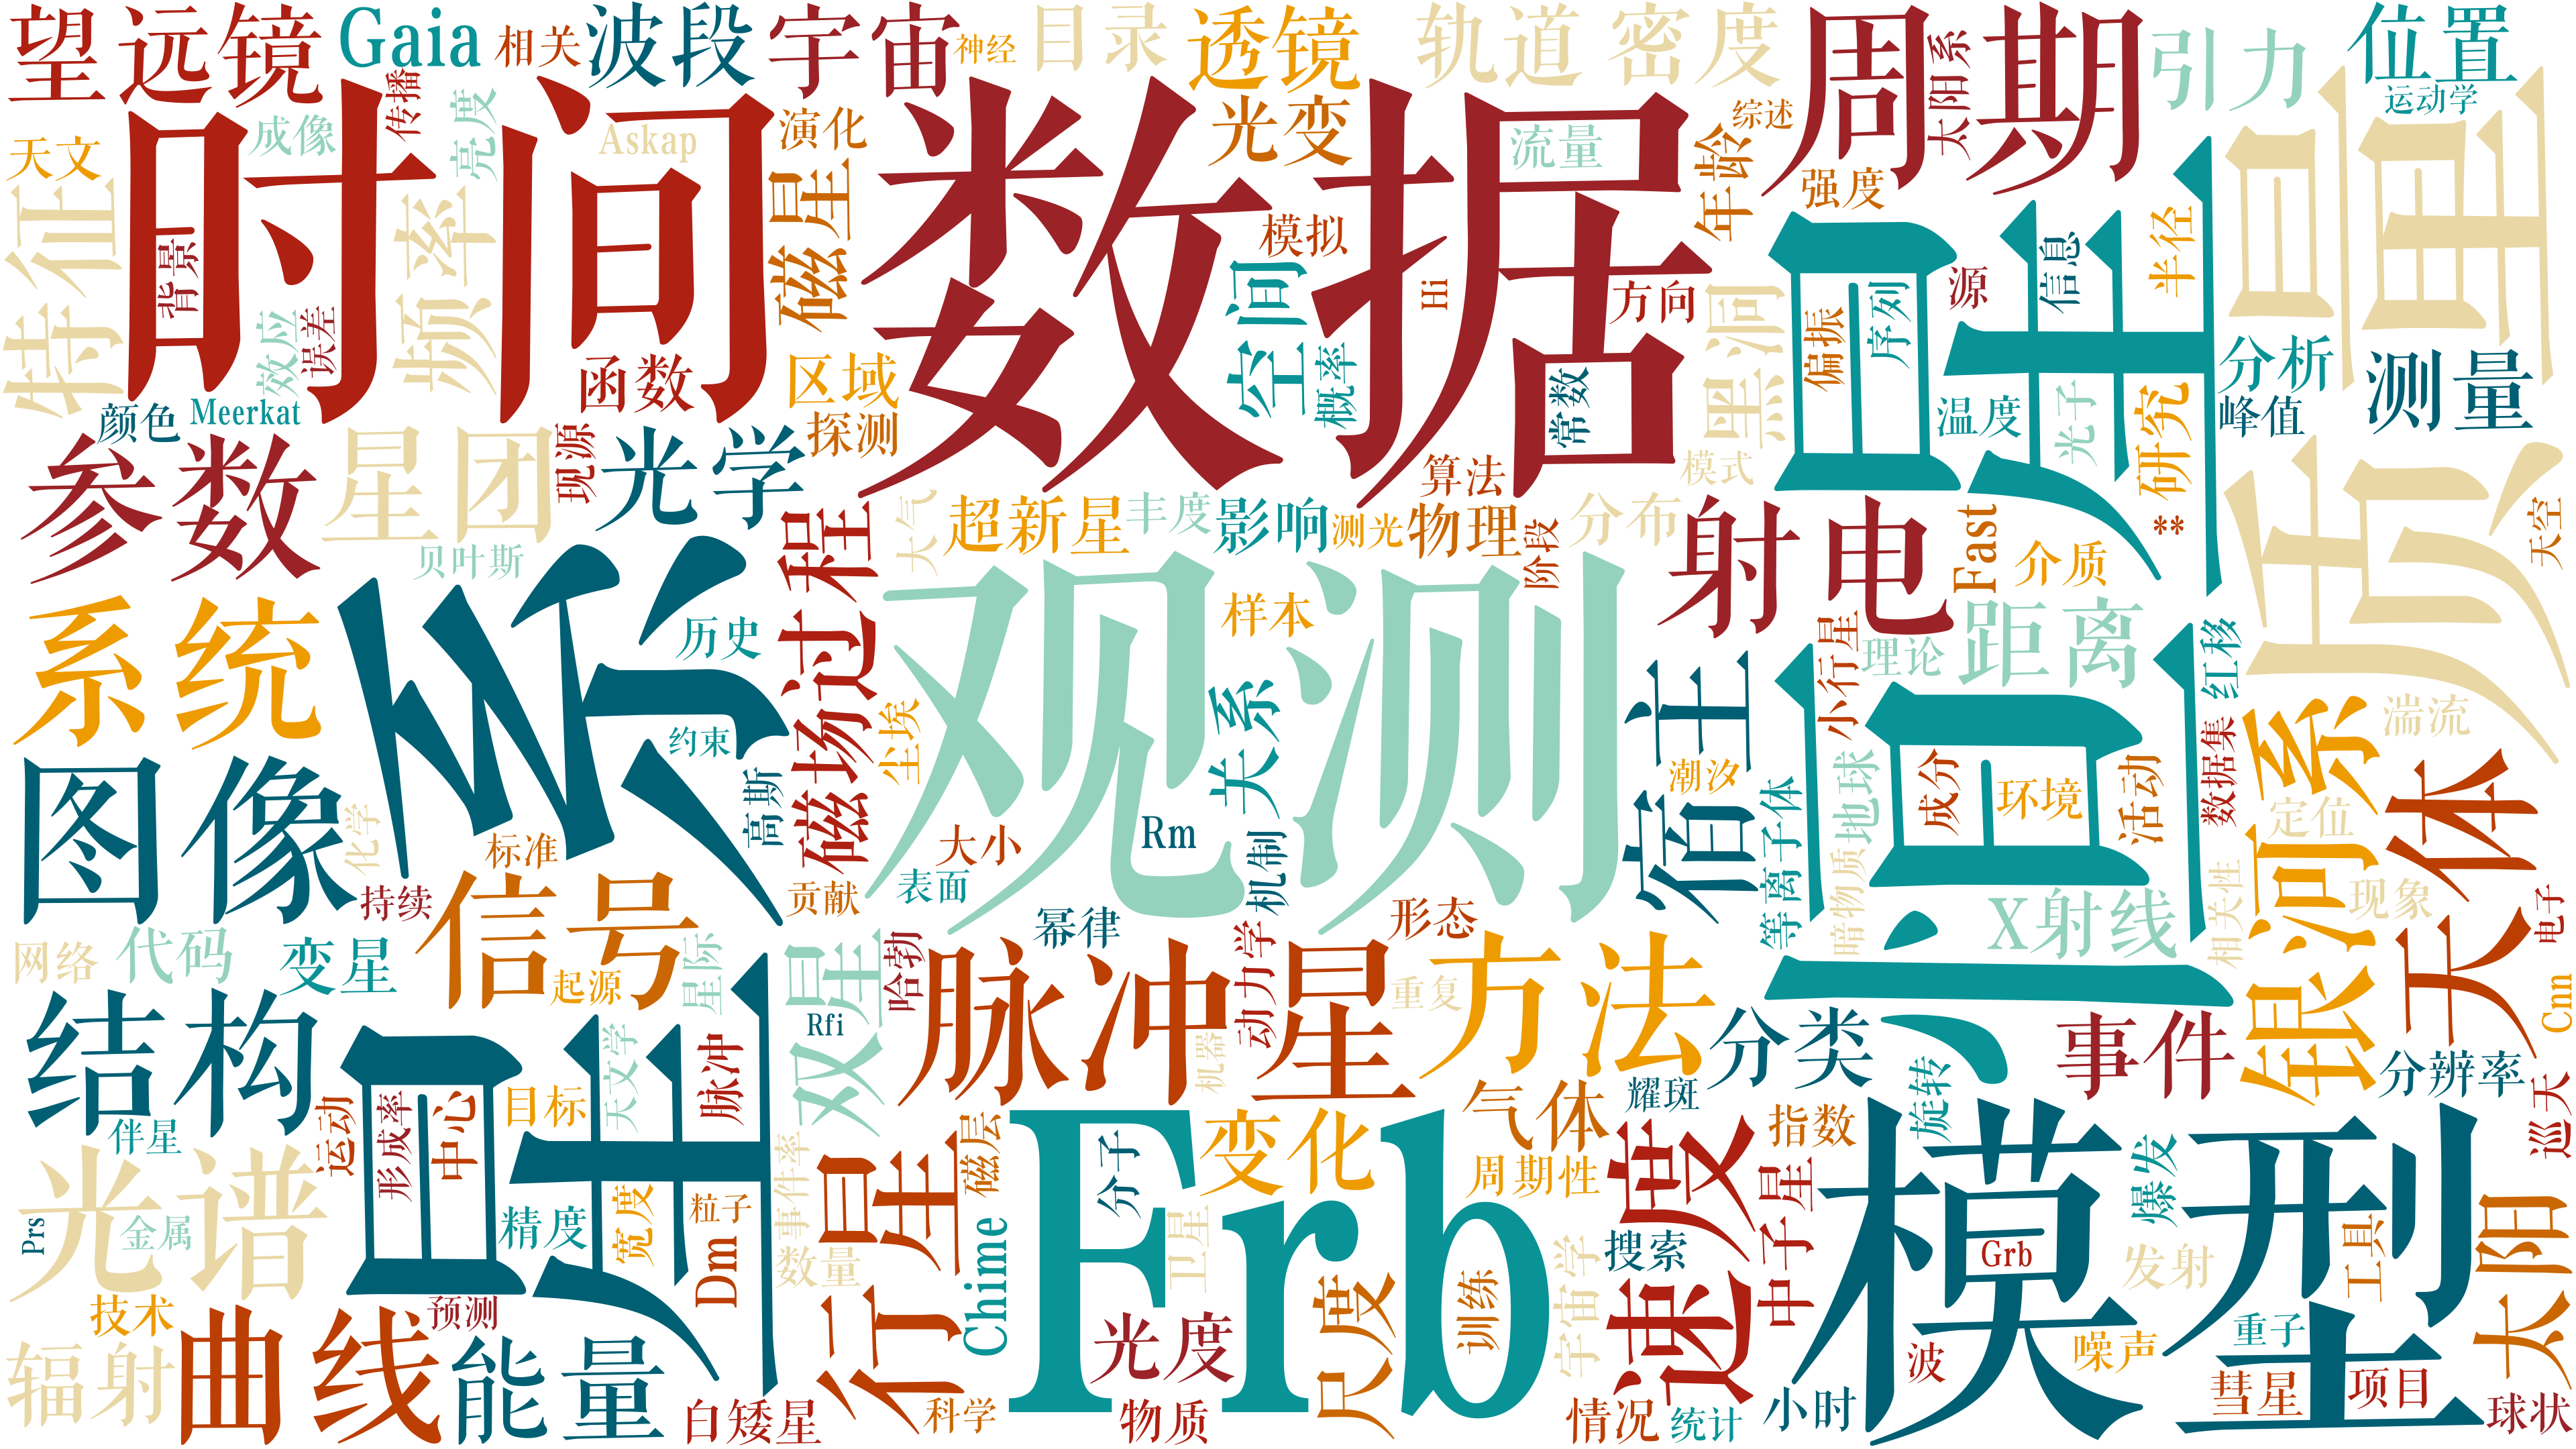 望远镜
Gaia
相关
波段
宇宙
神经
目录
透镜
轨道
密度
周期
太阳系
引力
位置
运动学
天文
成像
传播
亮度
Askap
演化
光变
流量
综述
年龄
强度
时间
数据
质量
特征
背景
效应
误差
频率
磁星
模拟
空间
概率
Hi
方向
黑洞
偏振
序列
源
信息
半径
恒星
颜色
Meerkat
函数
区域
探测
常数
温度
光子
研究
分析
峰值
测量
参数
星团
现源
光学
算法
模式
**
天空
贝叶斯
大气
超新星
丰度
影响
测光
物理
阶段
分布
射电
Fast
介质
系统
星系
历史
过程
观测
样本
宿主
小行星
理论
距离
红移
湍流
约束
磁场
尘埃
关系
潮汐
地球
成分
环境
活动
数据集
银河系
定位
天体
图像
化学
标准
高斯
大小
Rm
机制
等离子体
暗物质
贡献
表面
持续
信号
幂律
形态
X射线
相关性
现象
电子
网络
代码
变星
起源
星际
双星
哈勃
脉冲星
动力学
重复
方法
Rfi
机器
分类
事件
Cnn
结构
天文学
脉冲
旋转
分辨率
巡天
伴星
运动
形成率
中心
目标
事件率
行星
磁层
Frb
分子
变化
气体
耀斑
指数
周期性
速度
中子星
模型
爆发
光谱
Prs
金属
精度
宽度
粒子
Dm
数量
卫星
Chime
尺度
宇宙学
搜索
Grb
发射
工具
太阳
技术
预测
辐射
曲线
能量
白矮星
科学
光度
物质
训练
情况
统计
小时
波
噪声
重子
彗星
项目
球状